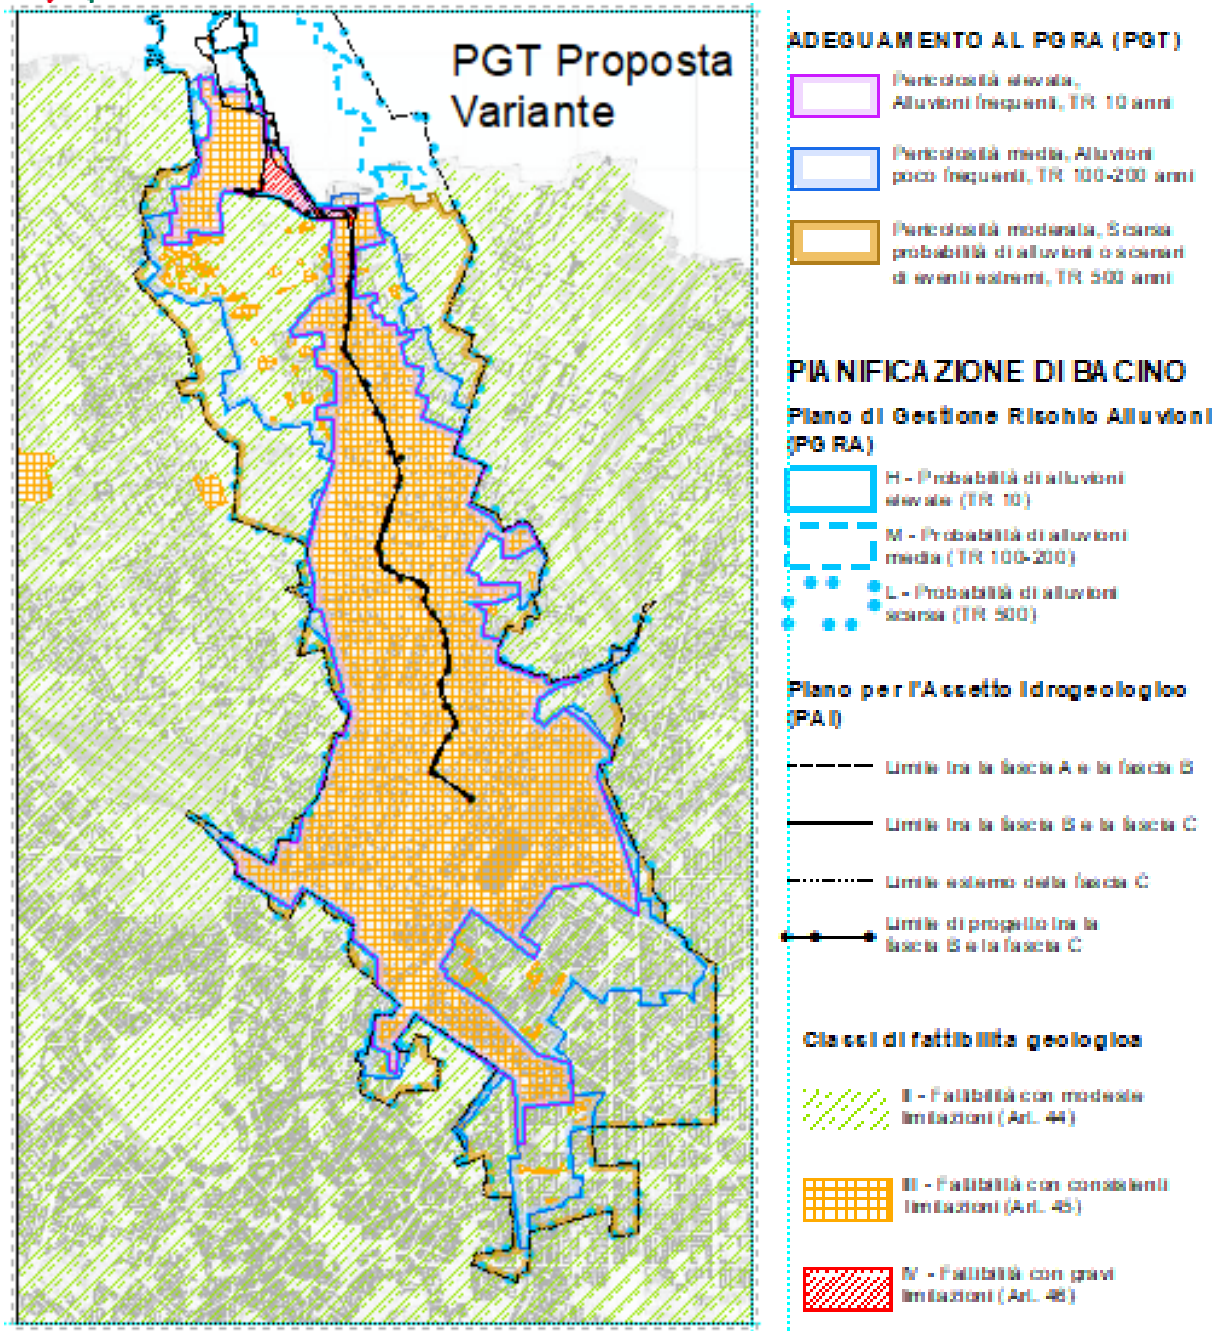 PGT Proposta
Variante
ADEGUAMENTO AL PGRA (PGT)
Pericolosità elevata,
Alluvioni frequenti, TR 10 anni
Pericolosità media, Alluvioni
poco frequenti, TR 100-200 anni
Pericolosità moderata, Scarsa
probabilità di alluvioni o scenari
di eventi estremi, TR 500 anni
PIANIFICAZIONE DI BACINO
Piano di Gestione Rischio Alluvioni
(PGRA)
H - Probabilità di alluvioni
elevate (TR 10)
M - Probabilità di alluvioni
media (TR 100-200)
L - Probabilità di alluvioni
scarsa (TR 500)
Piano per l'Assetto Idrogeologico
(PAI)
Limite tra la fascia A e la fascia B
Limite tra la fascia B e la fascia C
Limite esterno della fascia C
Limite di progetto tra la
fascia B e la fascia C
Classi di fattibilita geologica
II - Fattibilità con modeste
limitazioni (Art. 44)
III - Fattibilità con consistenti
limitazioni (Art. 45)
IV - Fattibilità con gravi
limitazioni (Art. 46)